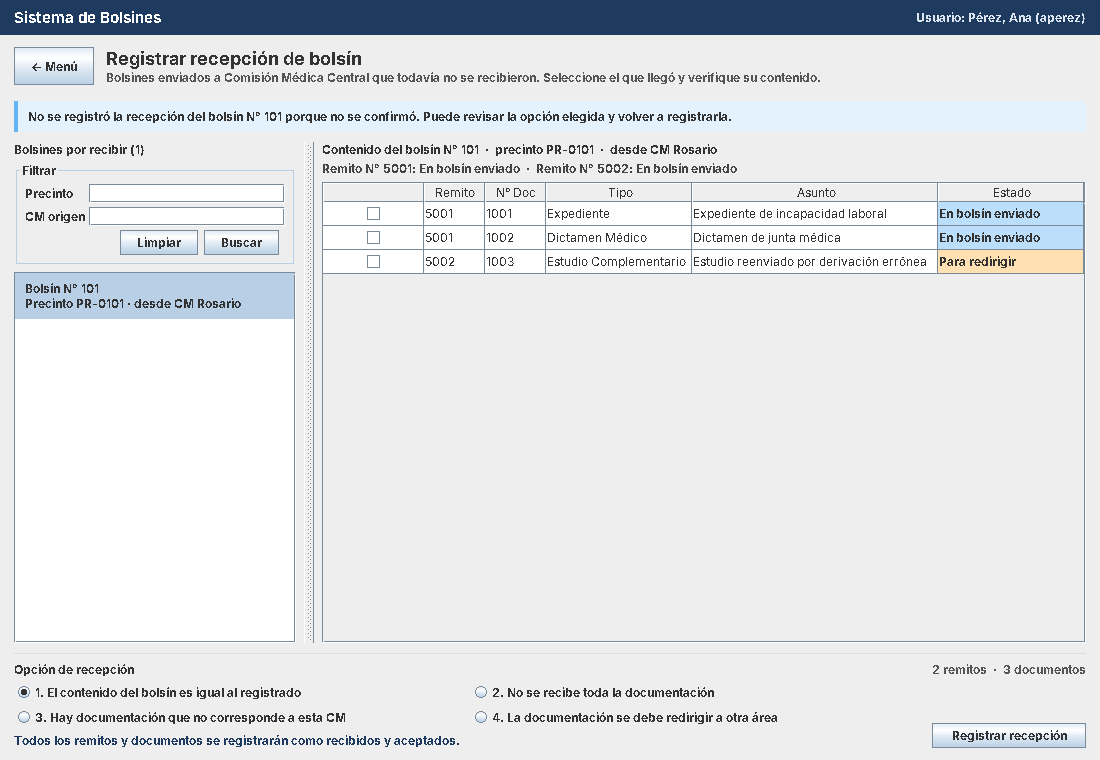 Sistema de Bolsines
Usuario: Pérez, Ana (aperez)
← Menú
Registrar recepción de bolsín
Bolsines enviados a Comisión Médica Central que todavía no se recibieron. Seleccione el que llegó y verifique su contenido.
No se registró la recepción del bolsín N° 101 porque no se confirmó. Puede revisar la opción elegida y volver a registrarla.
Bolsines por recibir (1)
Filtrar
Precinto
CM origen
Limpiar Buscar
Bolsín N° 101
Precinto PR-0101 · desde CM Rosario
Contenido del bolsín N° 101 · precinto PR-0101 · desde CM Rosario
Remito N° 5001: En bolsín enviado · Remito N° 5002: En bolsín enviado
Remito N° Doc Tipo Asunto Estado
5001 1001 Expediente Expediente de incapacidad laboral En bolsín enviado
5001 1002 Dictamen Médico Dictamen de junta médica En bolsín enviado
5002 1003 Estudio Complementario Estudio reenviado por derivación errónea Para redirigir
Opción de recepción
2 remitos · 3 documentos
1. El contenido del bolsín es igual al registrado
2. No se recibe toda la documentación
3. Hay documentación que no corresponde a esta CM
4. La documentación se debe redirigir a otra área
Todos los remitos y documentos se registrarán como recibidos y aceptados.
Registrar recepción